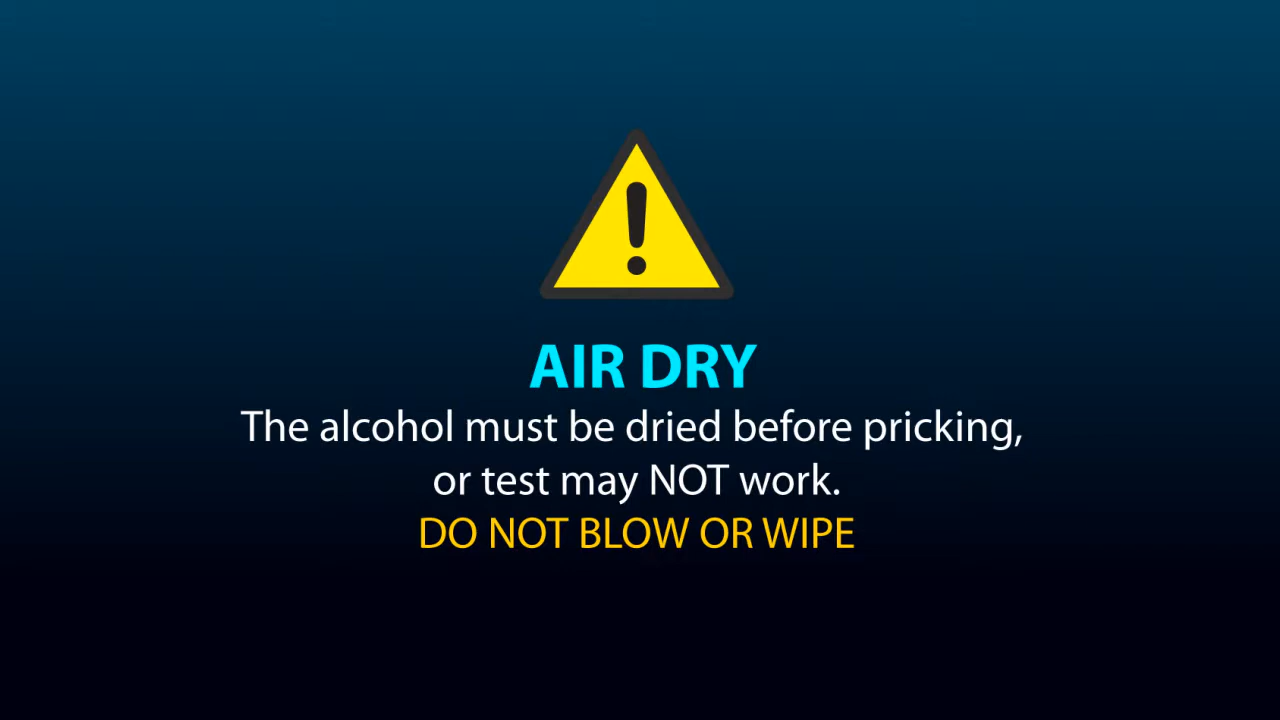 AIR DRY
The alcohol must be dried before pricking,
or test may NOT work.
DO NOT BLOW OR WIPE